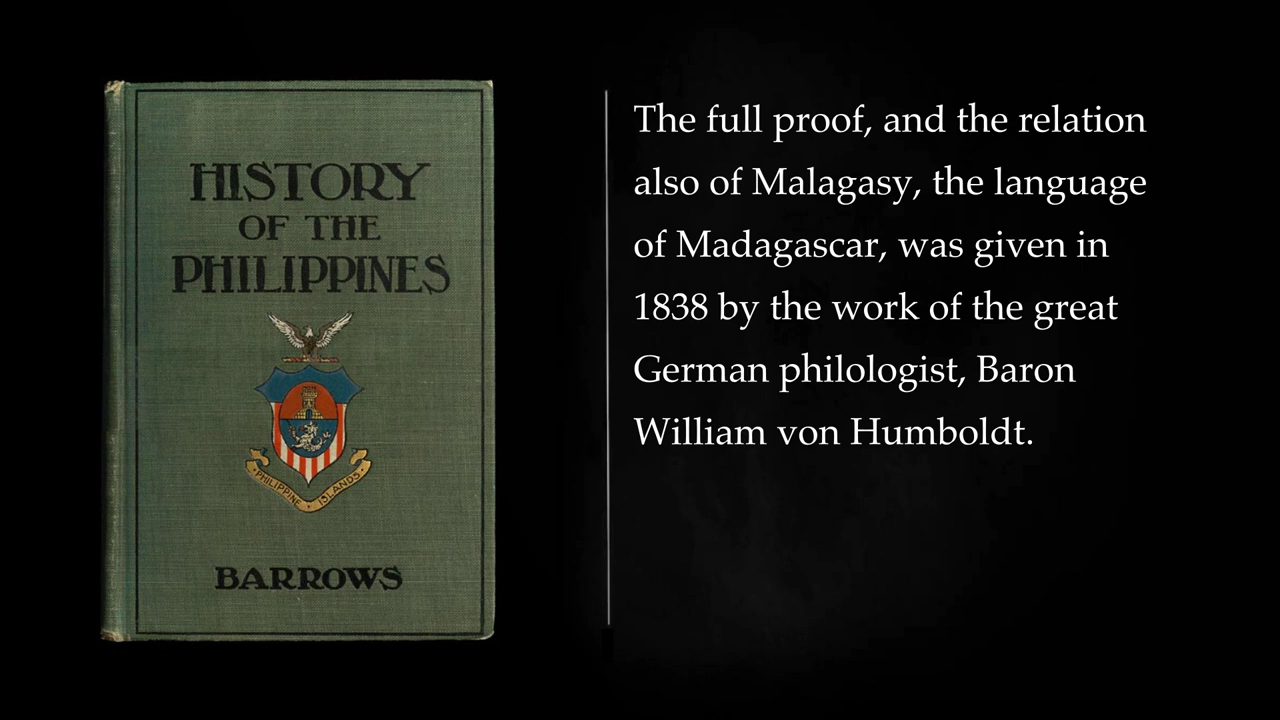 HISTORY
OF THE
PHILIPPINES
PHILIPPINE ISLANDS
BARROWS
The full proof, and the relation
also of Malagasy, the language
of Madagascar, was given in
1838 by the work of the great
German philologist, Baron
William von Humboldt.